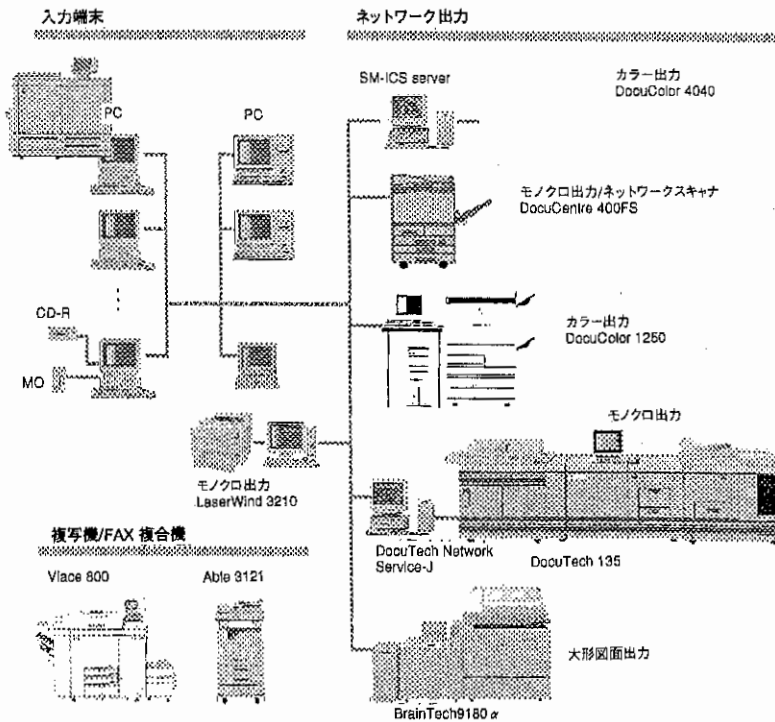 入力端末
PC
PC
CD-R
MO
モノクロ出力
LaserWind 3210
複写機/FAX 複合機
Vlace 800
Able 3121
ネットワーク出力
SM-ICS server
カラー出力
DocuColor 4040
モノクロ出力/ネットワークスキャナ
DocuCentre 400FS
カラー出力
DocuColor 1250
モノクロ出力
DocuTech Network
Service-J
DocuTech 135
大形図面出力
BrainTech9180 α